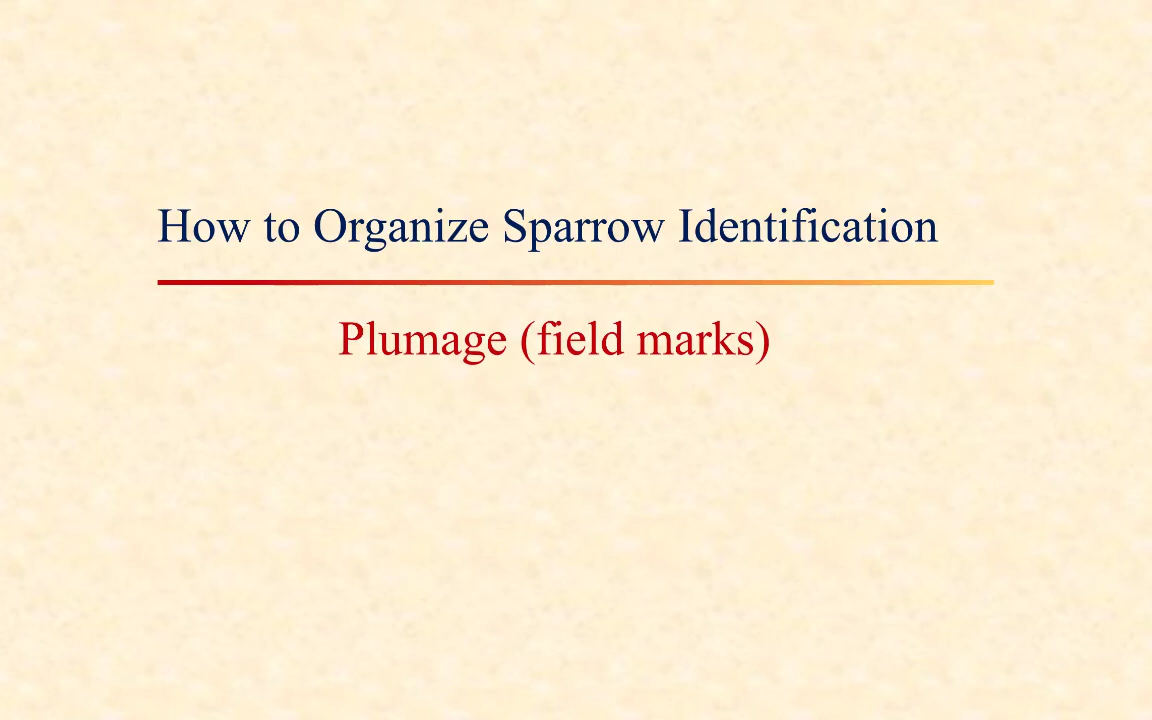 How to Organize Sparrow Identification
Plumage (field marks)